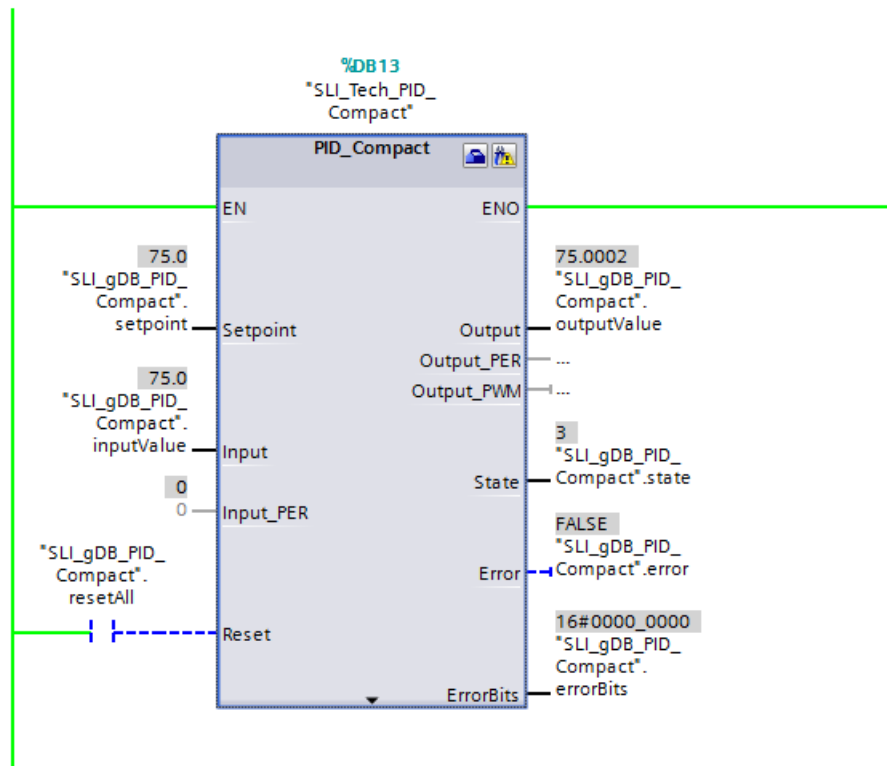 %DB13
"SLI_Tech_PID_
Compact"
PID_Compact
EN
ENO
75.0
"SLI_gDB_PID_
Compact".
setpoint
Setpoint
75.0002
"SLI_gDB_PID_
Compact".
outputValue
Output
Output_PER
...
Output_PWM
...
75.0
"SLI_gDB_PID_
Compact".
inputValue
Input
3
"SLI_gDB_PID_
Compact".state
State
0
0
Input_PER
FALSE
"SLI_gDB_PID_
Compact".error
Error
"SLI_gDB_PID_
Compact".
resetAll
Reset
16#0000_0000
"SLI_gDB_PID_
Compact".
errorBits
ErrorBits